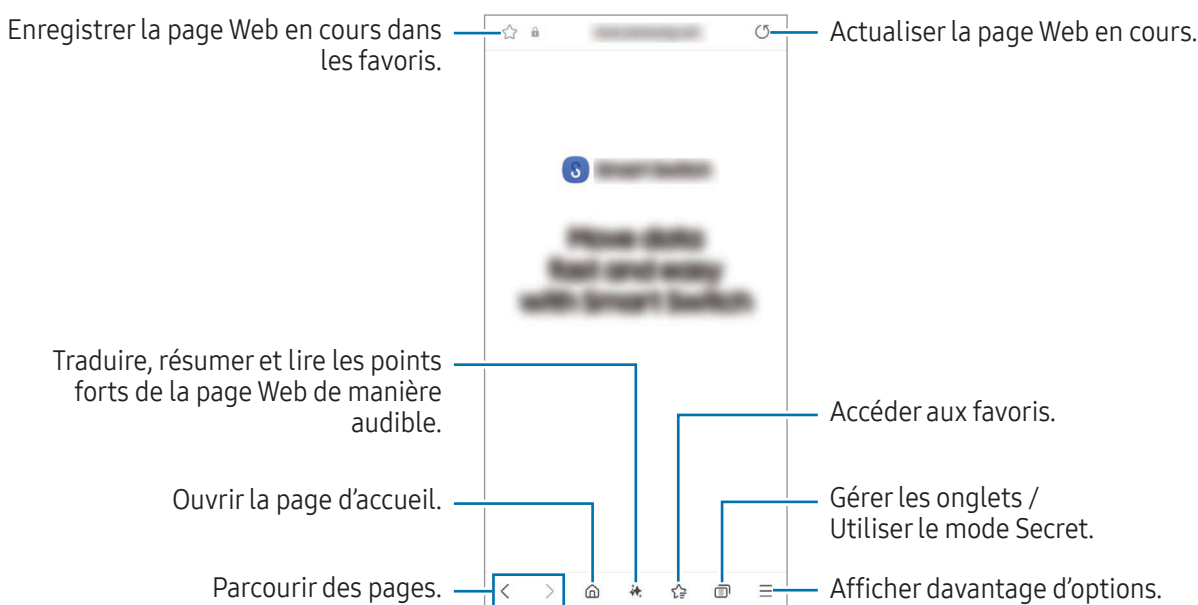 Enregistrer la page Web en cours dans
les favoris.
Actualiser la page Web en cours.
Traduire, résumer et lire les points
forts de la page Web de manière
audible.
Accéder aux favoris.
Ouvrir la page d’accueil.
Gérer les onglets /
Utiliser le mode Secret.
Parcourir des pages.
Afficher davantage d’options.